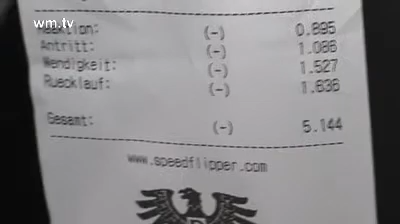 wm.tv
Reaktion: (-) 0.895
Antritt: (-) 1.086
Wendigkeit: (-) 1.527
Ruecklauf: (-) 1.636
Gesamt: (-) 5.144
www.speedflipper.com